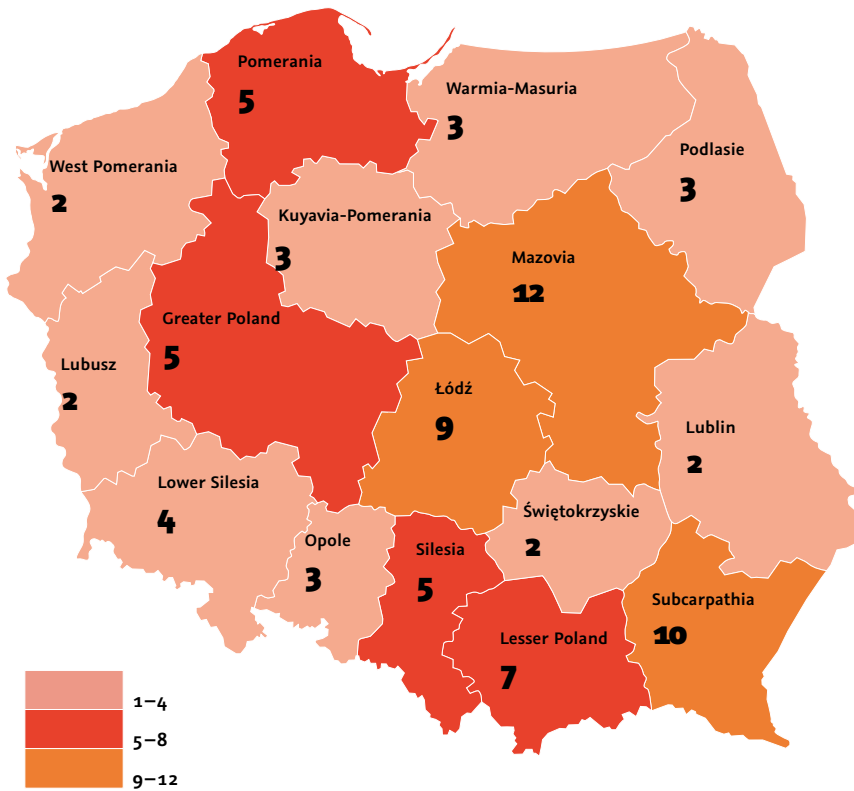 Pomerania
5
Warmia-Masuria
3
Podlasie
3
West Pomerania
2
Kuyavia-Pomerania
3
Mazovia
12
Greater Poland
5
Lubusz
2
Łódź
9
Lublin
2
Lower Silesia
4
Opole
3
Silesia
5
Świętokrzyskie
2
Subcarpathia
10
Lesser Poland
7
1–4
5–8
9–12